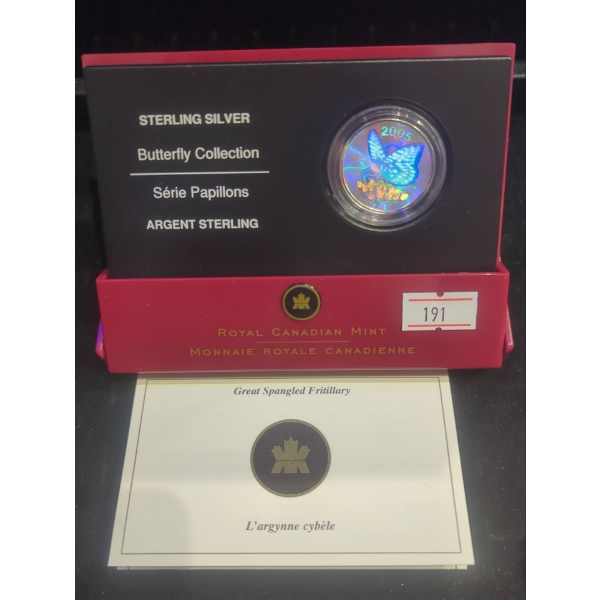 STERLING SILVER
Butterfly Collection
Série Papillons
ARGENT STERLING
2005
191
ROYAL CANADIAN MINT
MONNAIE ROYALE CANADIENNE
Great Spangled Fritillary
L'argynne cybèle